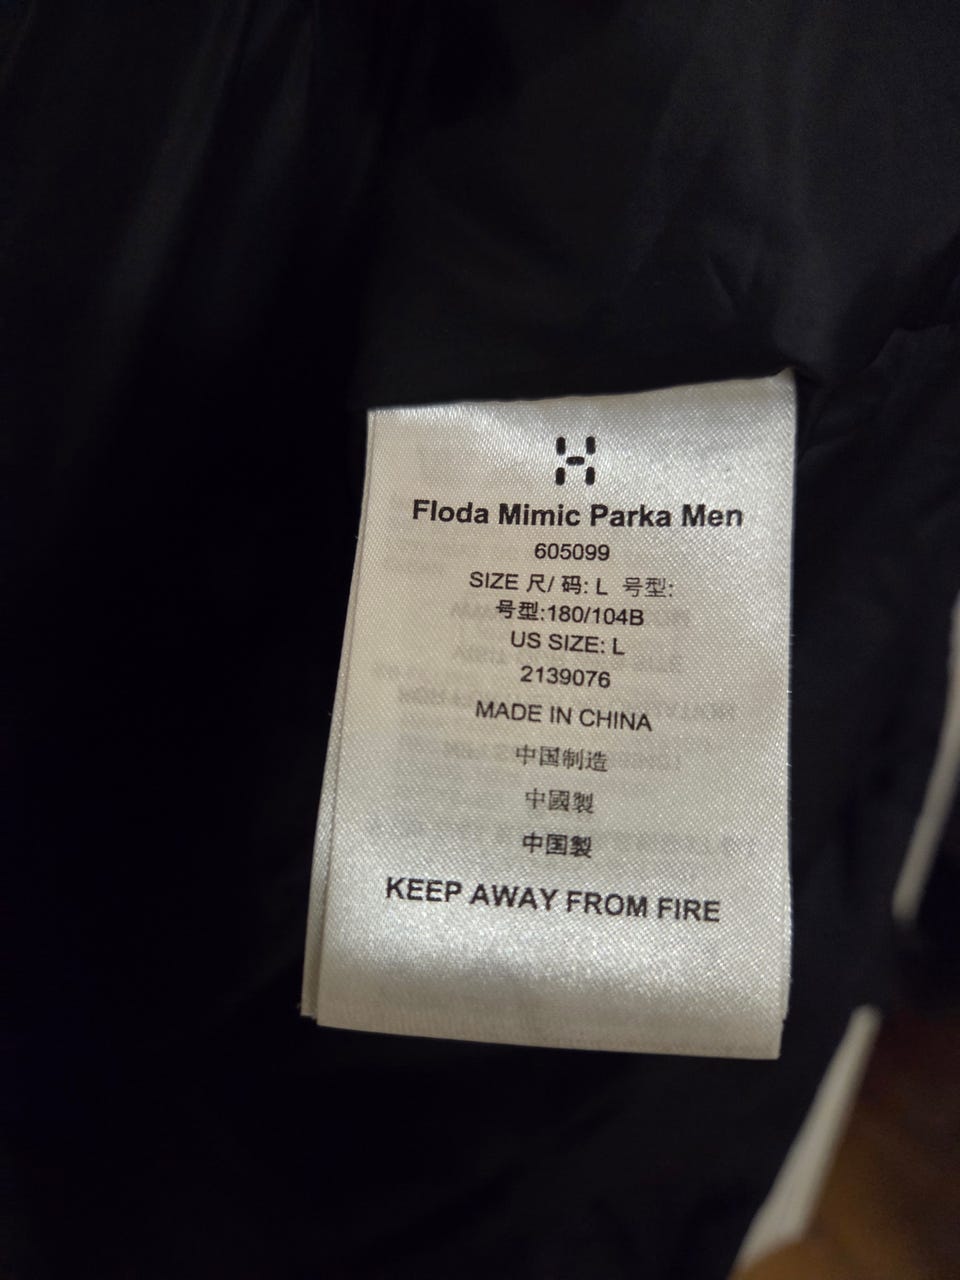 Floda Mimic Parka Men
605099
SIZE 尺/ 码: L 号型:
号型:180/104B
US SIZE: L
2139076
MADE IN CHINA
中国制造
中國製
中国製
KEEP AWAY FROM FIRE